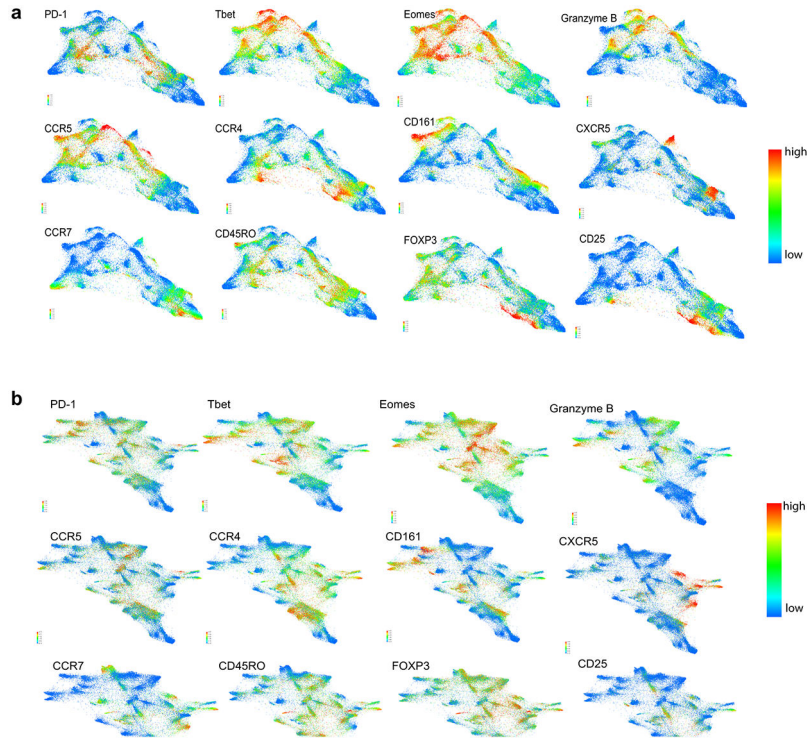 a
PD-1 Tbet Eomes Granzyme B
CCR5 CCR4 CD161 CXCR5
high
low
CCR7 CD45RO FOXP3 CD25
b
PD-1 Tbet Eomes Granzyme B
high
CCR5 CCR4 CD161 CXCR5
low
CCR7 CD45RO FOXP3 CD25